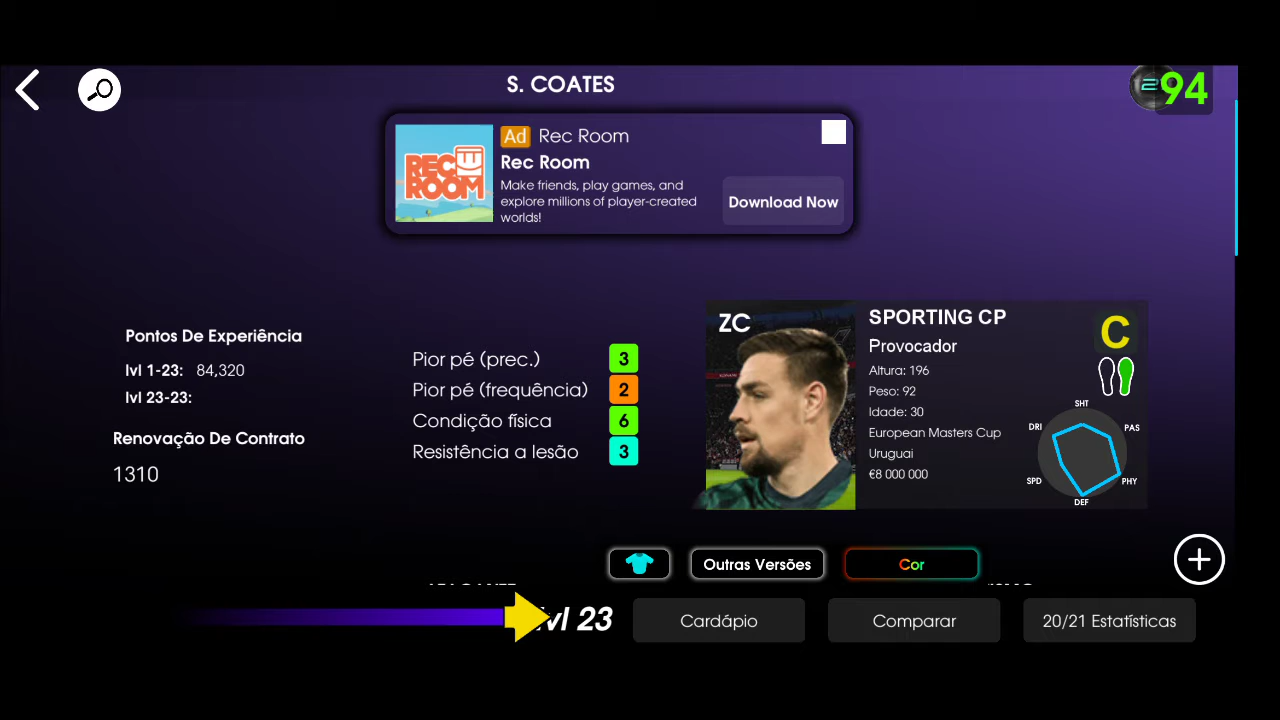 S. COATES
94
REC ROOM
Ad Rec Room
Rec Room
Make friends, play games, and
explore millions of player-created
worlds!
Download Now
Pontos De Experiência
lvl 1-23: 84,320
lvl 23-23:
Renovação De Contrato
1310
Pior pé (prec.) 3
Pior pé (frequência) 2
Condição física 6
Resistência a lesão 3
ZC
SPORTING CP
Provocador
Altura: 196
Peso: 92
Idade: 30
European Masters Cup
Uruguai
€8 000 000
C
SHT
DRI
PAS
SPD
PHY
DEF
Outras Versões
Cor
lvl 23
Cardápio
Comparar
20/21 Estatísticas